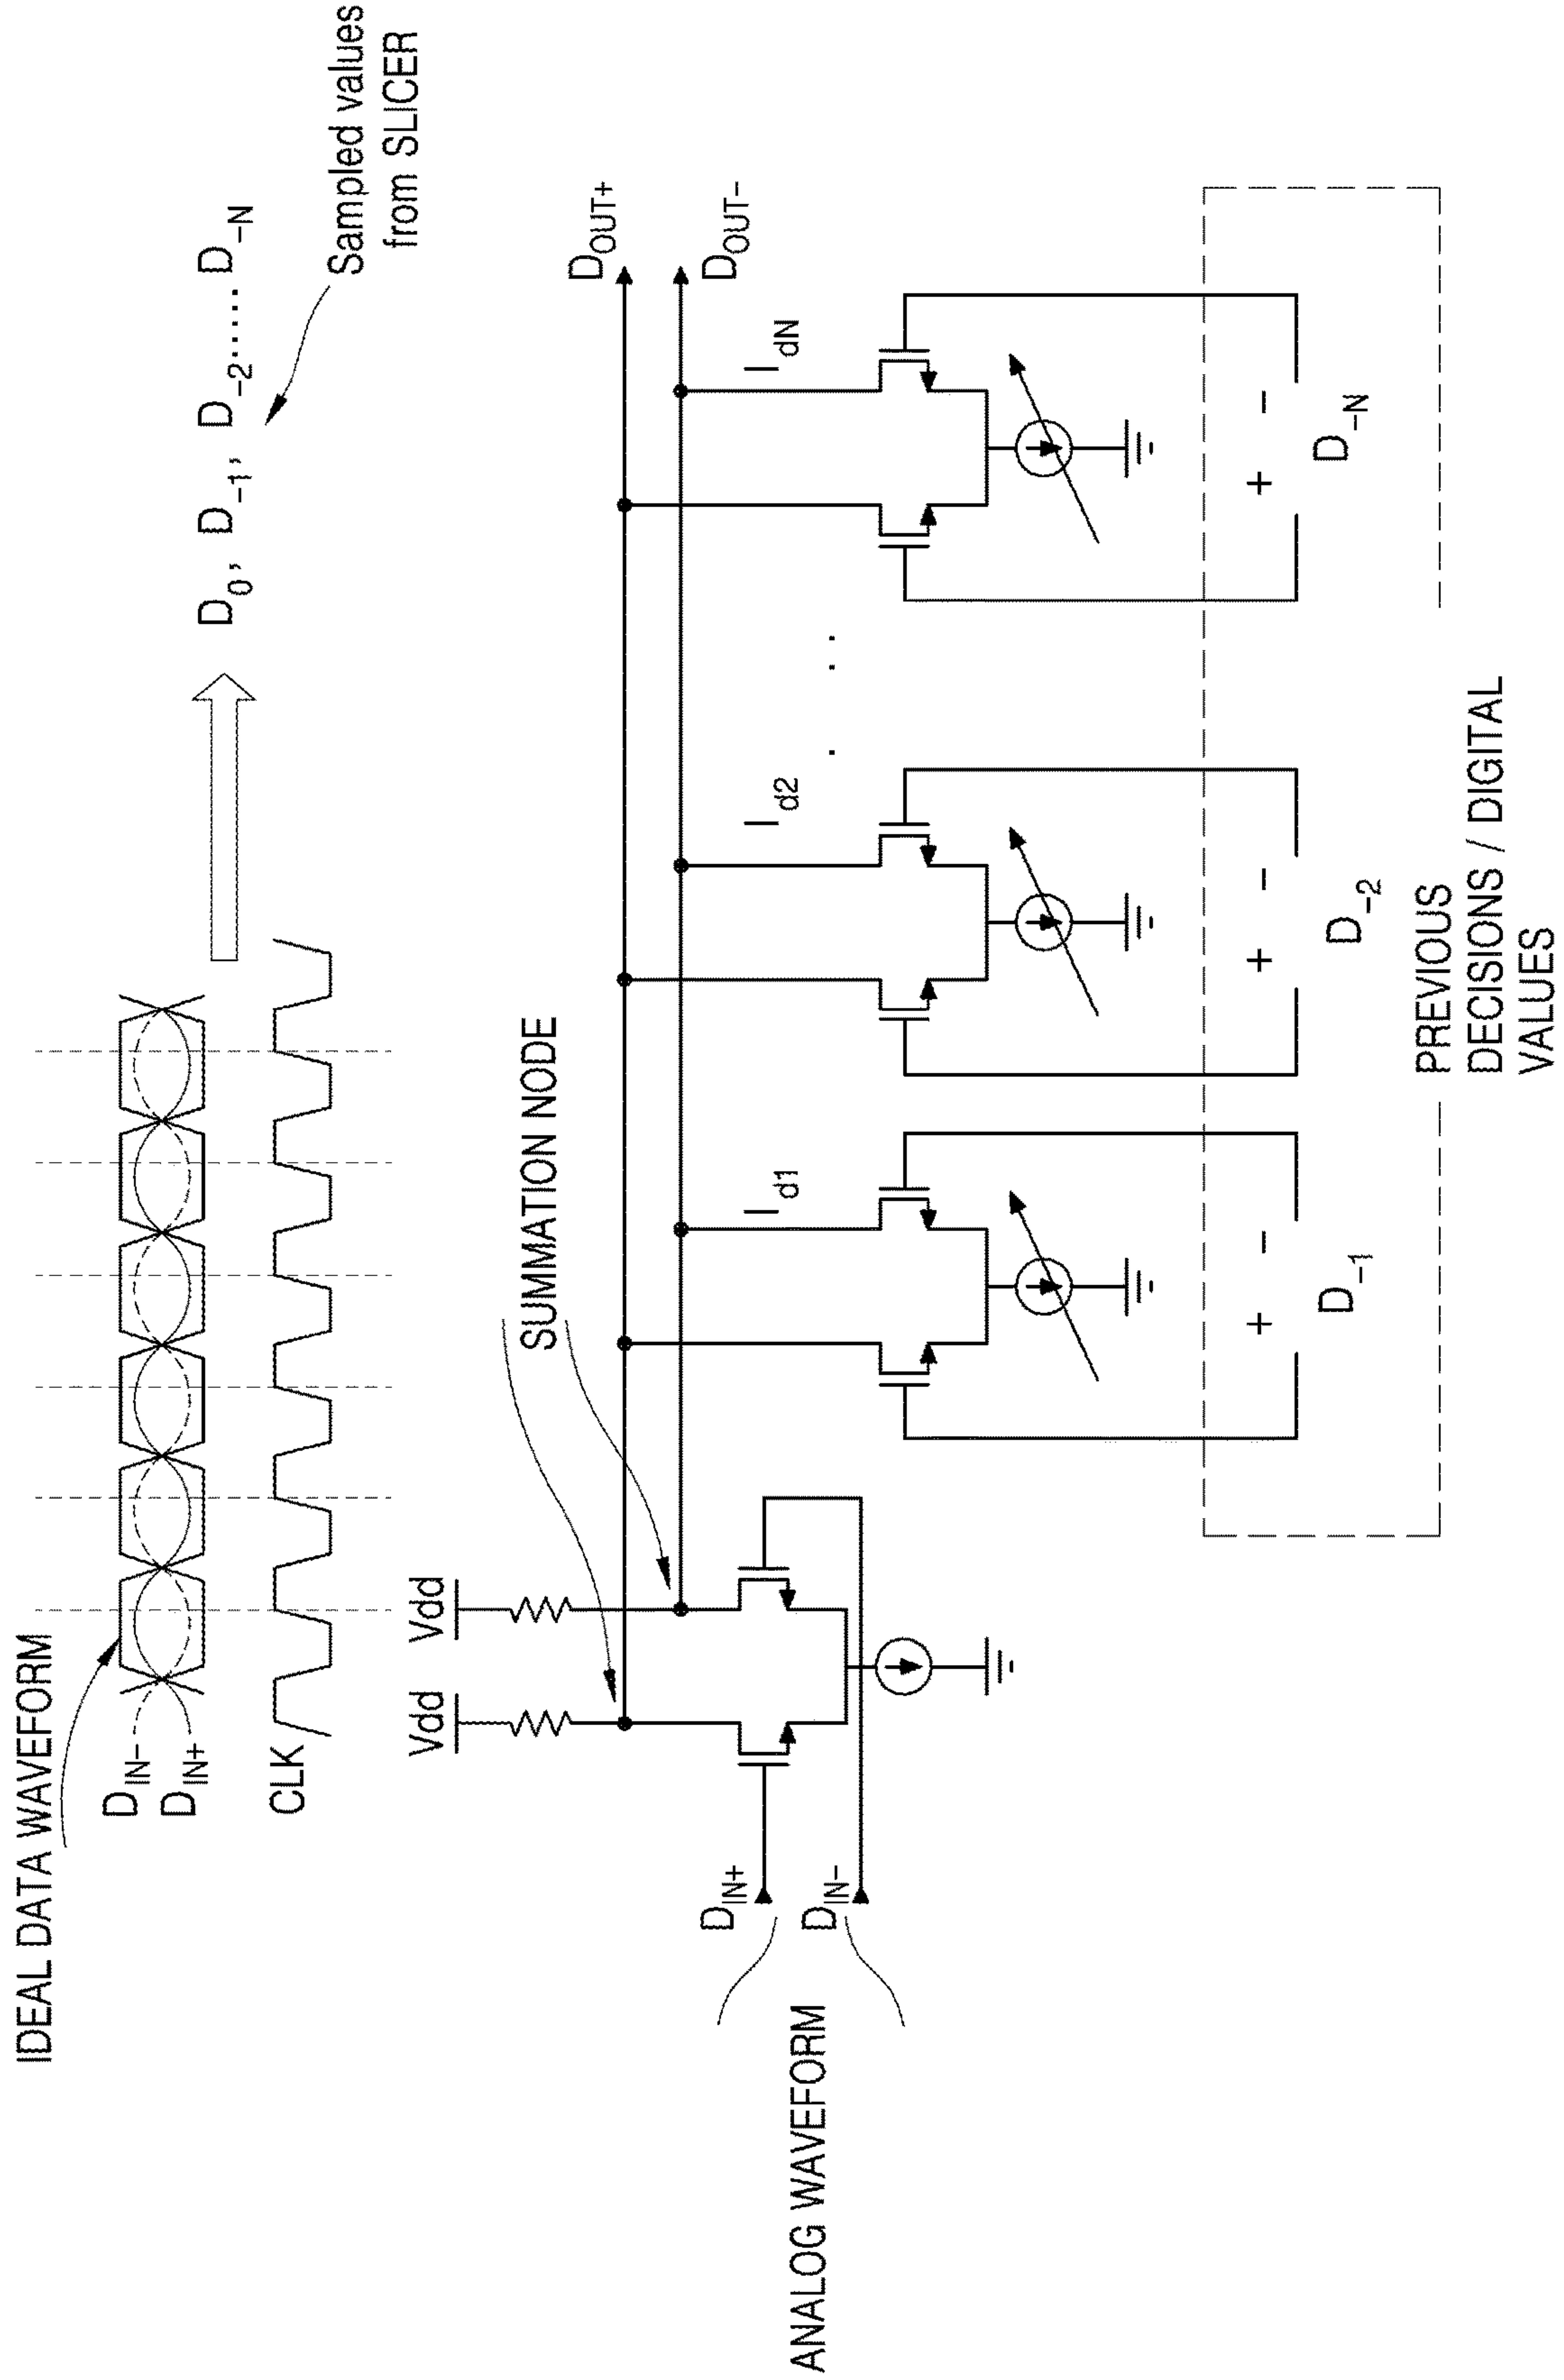 IDEAL DATA WAVEFORM
D_IN-
D_IN+
CLK
D_0, D_-1, D_-2..... D_-N
Sampled values
from SLICER
Vdd
Vdd
SUMMATION NODE
D_OUT+
D_OUT-
D_IN+
D_IN-
ANALOG WAVEFORM
I_d1
I_d2
. . .
I_dN
+ -
D_-1
+ -
D_-2
+ -
D_-N
PREVIOUS
DECISIONS / DIGITAL
VALUES